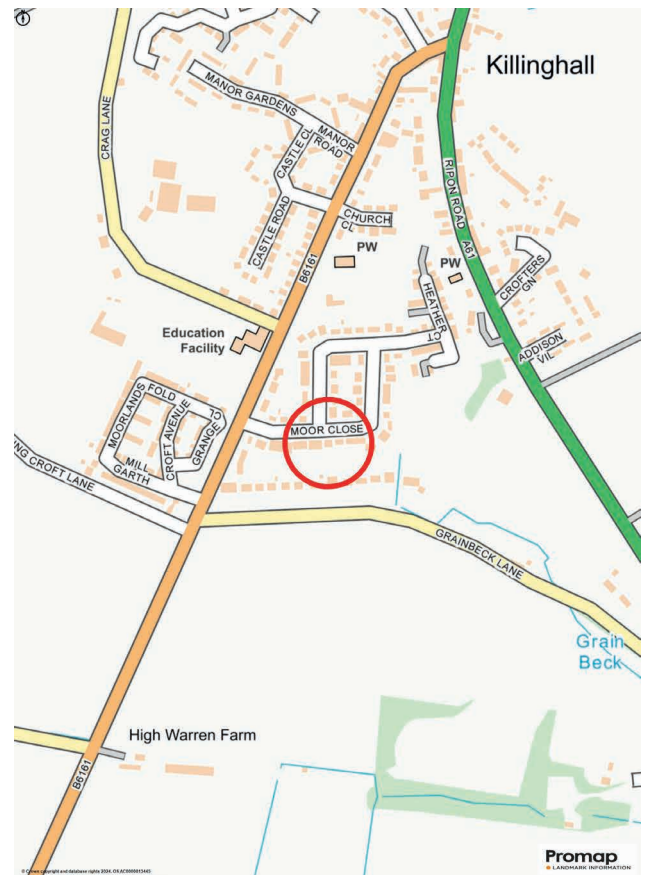 Killinghall
MANOR GARDENS
MANOR
ROAD
CASTLE CL
CRAG LANE
CASTLE ROAD
CHURCH
CL
RIPON ROAD
A61
PW
PW
B6161
CROFTERS
GN
HEATHER
CT
ADDISON
VIL
Education
Facility
MOORLANDS
FOLD
CL
CROFT AVENUE
GRANGE
MOOR CLOSE
MILL
GARTH
ING CROFT LANE
GRAINBECK LANE
Grain
Beck
High Warren Farm
B6161
Promap
LANDMARK INFORMATION